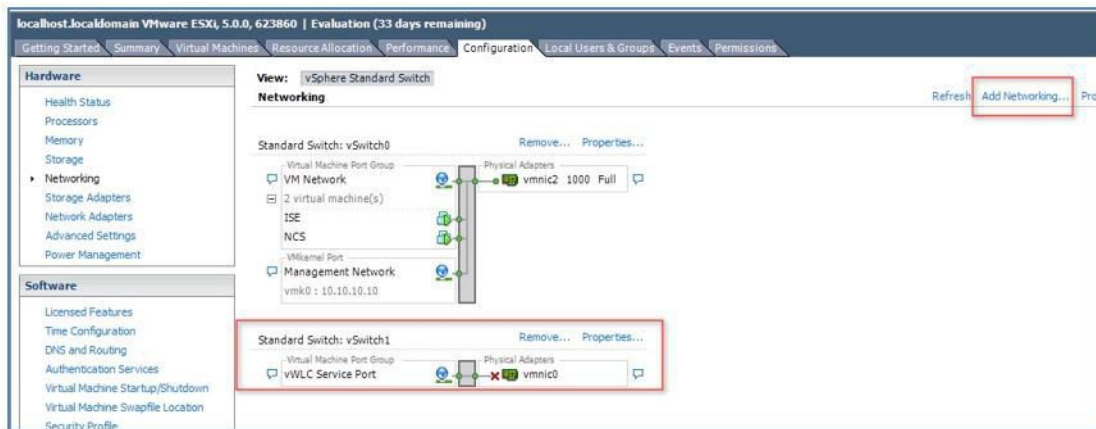 localhost.localdomain VMware ESXi, 5.0.0, 623860 | Evaluation (33 days remaining)
Getting Started Summary Virtual Machines Resource Allocation Performance Configuration Local Users & Groups Events Permissions
Hardware
Health Status
Processors
Memory
Storage
Networking
Storage Adapters
Network Adapters
Advanced Settings
Power Management
Software
Licensed Features
Time Configuration
DNS and Routing
Authentication Services
Virtual Machine Startup/Shutdown
Virtual Machine Swapfile Location
Security Profile
View: vSphere Standard Switch
Networking
Refresh Add Networking... Pro
Standard Switch: vSwitch0 Remove... Properties...
Virtual Machine Port Group Physical Adapters
VM Network vmnic2 1000 Full
2 virtual machine(s)
ISE
NCS
VMkernel Port
Management Network
vmk0 : 10.10.10.10
Standard Switch: vSwitch1 Remove... Properties...
Virtual Machine Port Group Physical Adapters
vWLC Service Port vmnic0